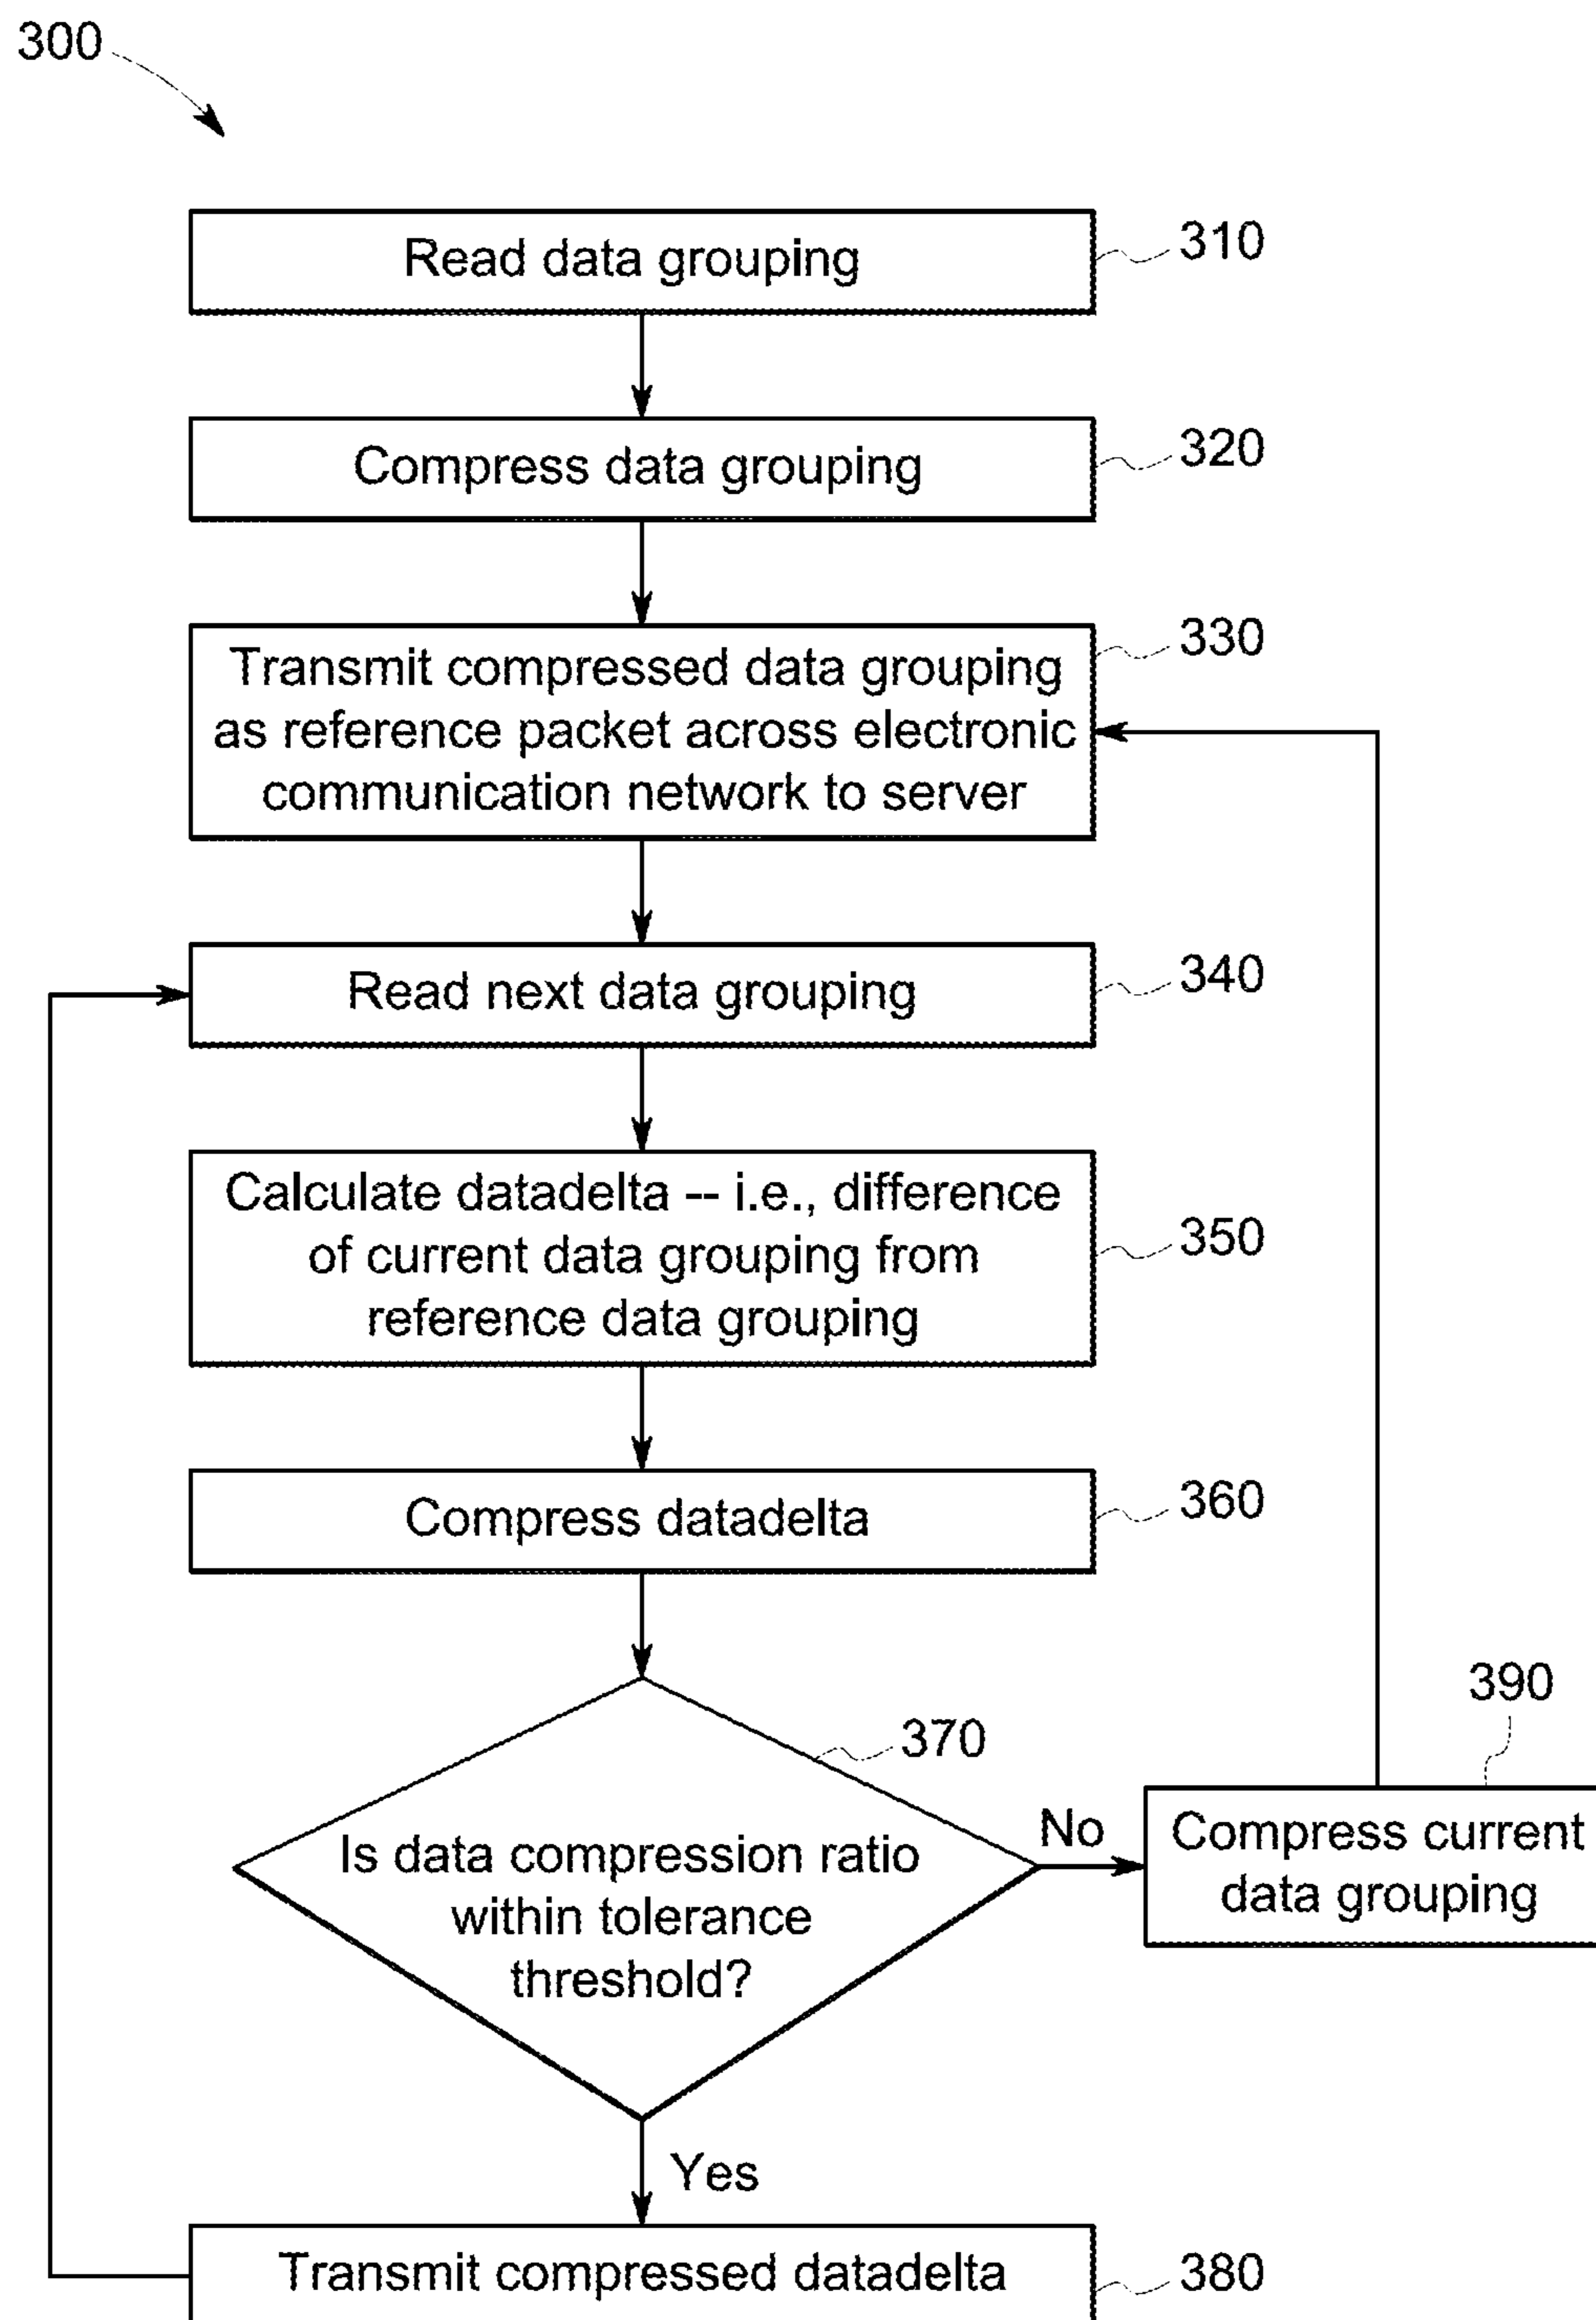 300
Read data grouping
310
Compress data grouping
320
Transmit compressed data grouping
as reference packet across electronic
communication network to server
330
Read next data grouping
340
Calculate datadelta -- i.e., difference
of current data grouping from
reference data grouping
350
Compress datadelta
360
Is data compression ratio
within tolerance
threshold?
370
No
Compress current
data grouping
390
Yes
Transmit compressed datadelta
380